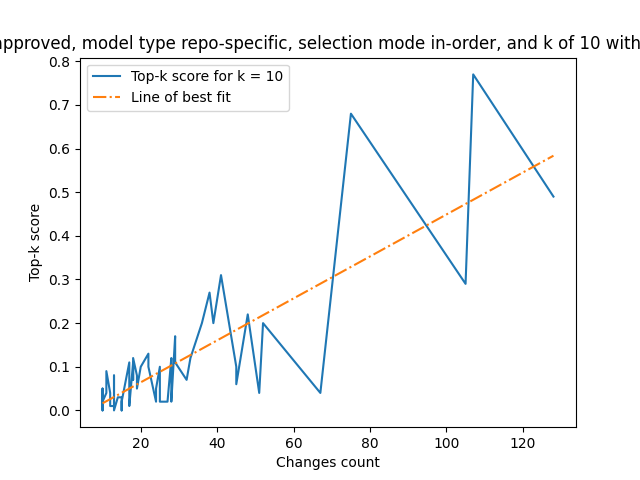 approved, model type repo-specific, selection mode in-order, and k of 10 with
Top-k score for k = 10
Line of best fit
Top-k score
0.8
0.7
0.6
0.5
0.4
0.3
0.2
0.1
0.0
20 40 60 80 100 120
Changes count